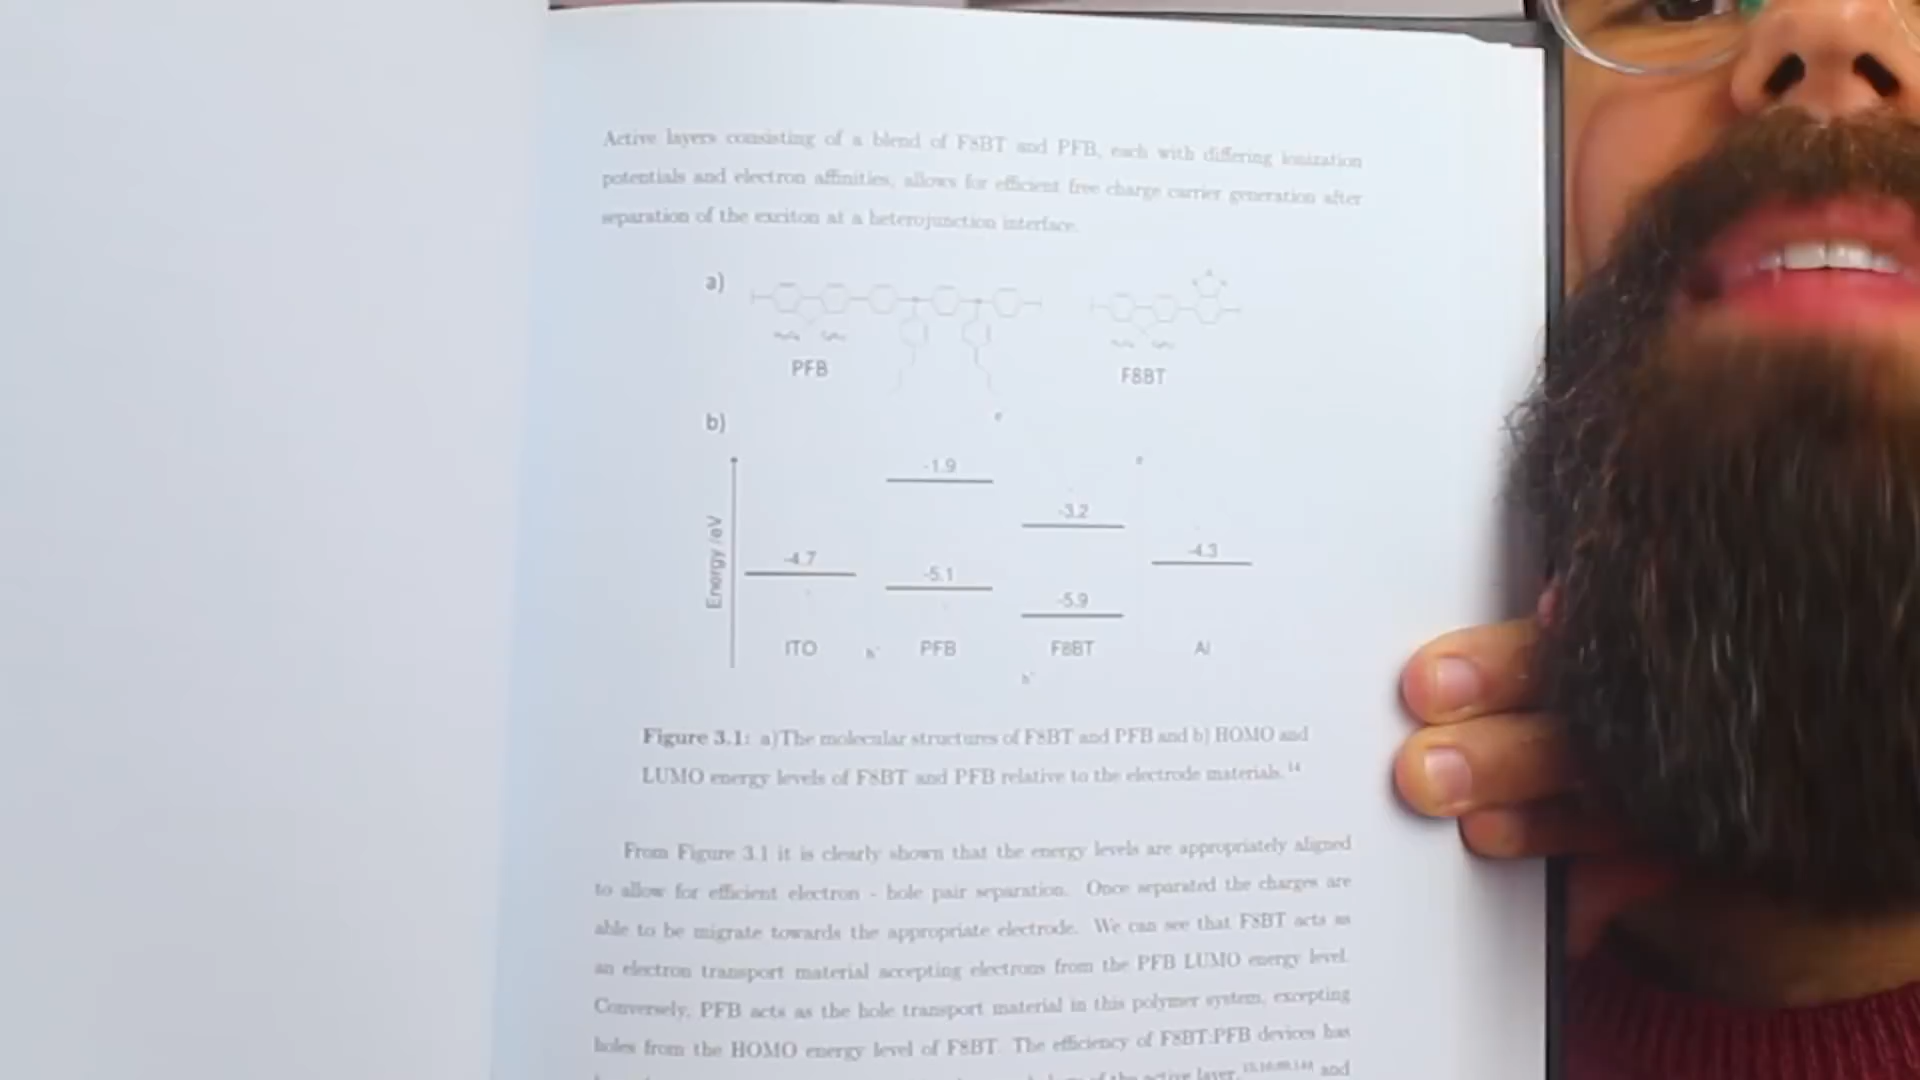 Active layers consisting of a blend of F8BT and PFB, each with differing ionization
potentials and electron affinities, allows for efficient free charge carrier generation after
separation of the exciton at a heterojunction interface.
a)
PFB
F8BT
b)
Energy /eV
-1.9
-3.2
-4.7
-4.3
-5.1
-5.9
ITO
PFB
F8BT
Al
Figure 3.1: a)The molecular structures of F8BT and PFB and b) HOMO and
LUMO energy levels of F8BT and PFB relative to the electrode materials.14
From Figure 3.1 it is clearly shown that the energy levels are appropriately aligned
to allow for efficient electron - hole pair separation. Once separated the charges are
able to be migrate towards the appropriate electrode. We can see that F8BT acts as
an electron transport material accepting electrons from the PFB LUMO energy level.
Conversely, PFB acts as the hole transport material in this polymer system, excepting
holes from the HOMO energy level of F8BT. The efficiency of F8BT:PFB devices has
of the active layer, and